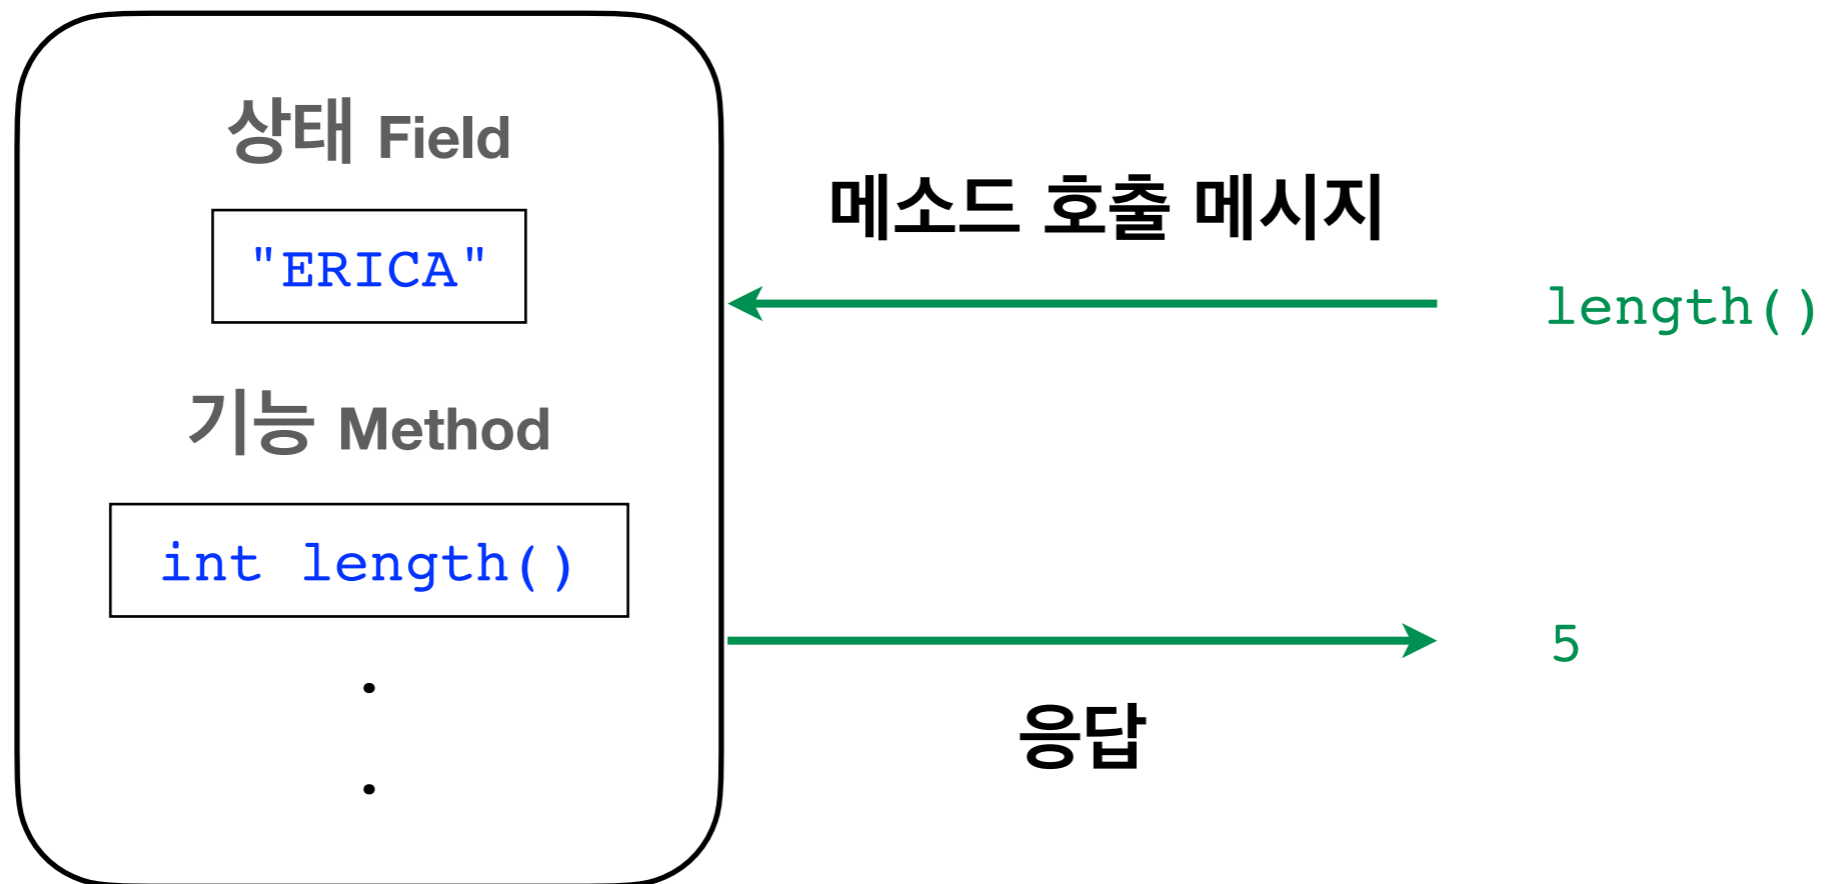 상태 Field
"ERICA"
기능 Method
int length()
.
.
메소드 호출 메시지
length()
5
응답